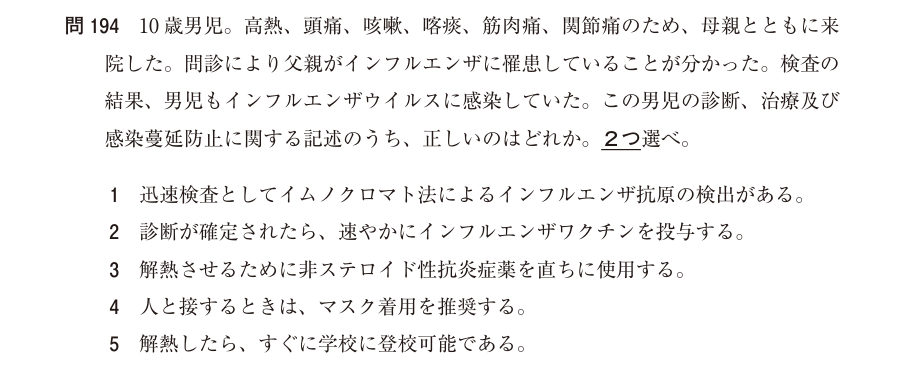 問 194 10 歳男児。高熱、頭痛、咳嗽、喀痰、筋肉痛、関節痛のため、母親とともに来
院した。問診により父親がインフルエンザに罹患していることが分かった。検査の
結果、男児もインフルエンザウイルスに感染していた。この男児の診断、治療及び
感染蔓延防止に関する記述のうち、正しいのはどれか。２つ選べ。
1 迅速検査としてイムノクロマト法によるインフルエンザ抗原の検出がある。
2 診断が確定されたら、速やかにインフルエンザワクチンを投与する。
3 解熱させるために非ステロイド性抗炎症薬を直ちに使用する。
4 人と接するときは、マスク着用を推奨する。
5 解熱したら、すぐに学校に登校可能である。